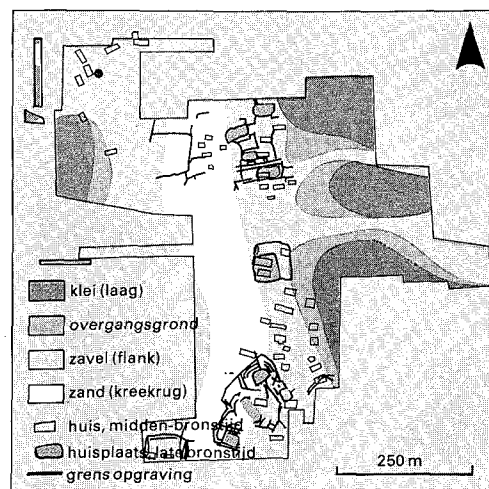 klei (laag)
overgangsgrond
zavel (flank)
zand (kreekrug)
huis, midden-bronstijd
huisplaats, late bronstijd
grens opgraving
250 m